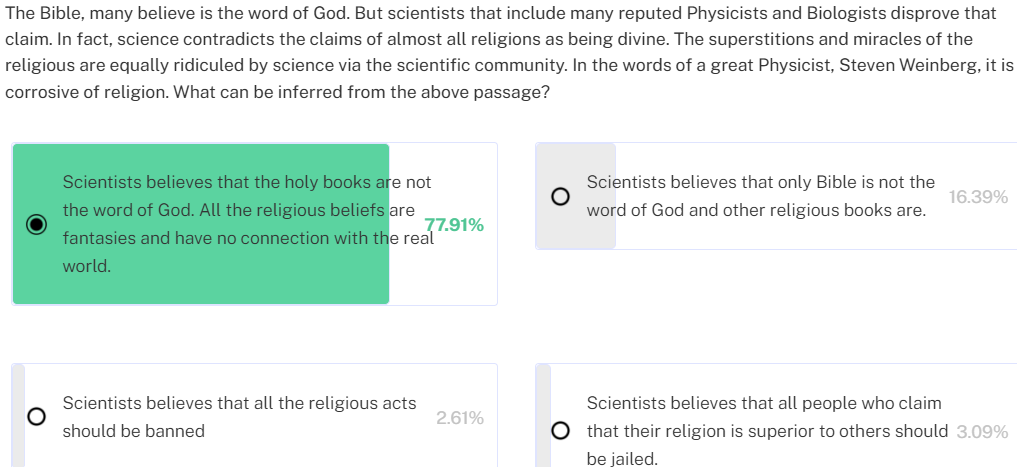 The Bible, many believe is the word of God. But scientists that include many reputed Physicists and Biologists disprove that
claim. In fact, science contradicts the claims of almost all religions as being divine. The superstitions and miracles of the
religious are equally ridiculed by science via the scientific community. In the words of a great Physicist, Steven Weinberg, it is
corrosive of religion. What can be inferred from the above passage?
Scientists believes that the holy books are not
the word of God. All the religious beliefs are
fantasies and have no connection with the real
world.
77.91%
Scientists believes that only Bible is not the
word of God and other religious books are.
16.39%
Scientists believes that all the religious acts
should be banned
2.61%
Scientists believes that all people who claim
that their religion is superior to others should
be jailed.
3.09%